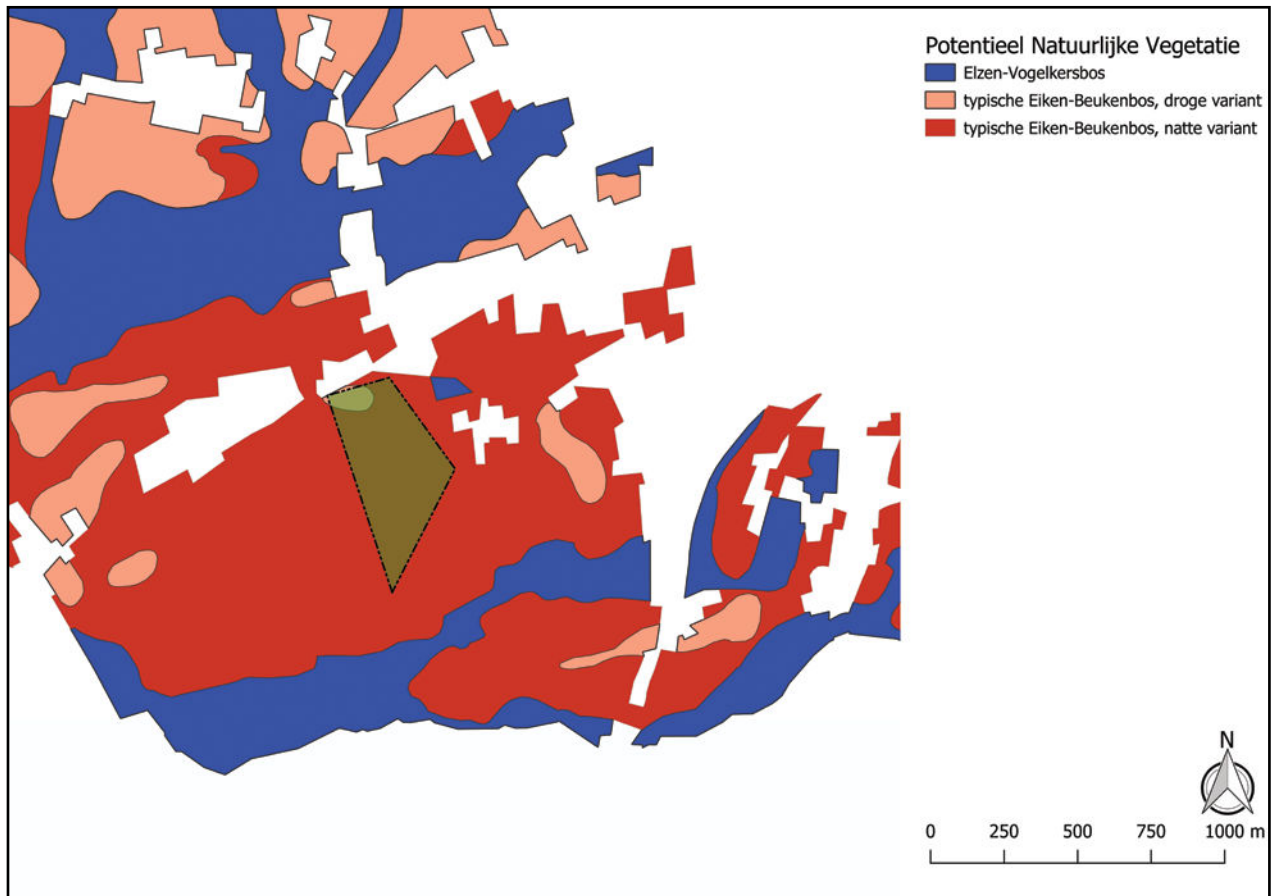 Potentieel Natuurlijke Vegetatie
Elzen-Vogelkersbos
typische Eiken-Beukenbos, droge variant
typische Eiken-Beukenbos, natte variant
N
0 250 500 750 1000 m